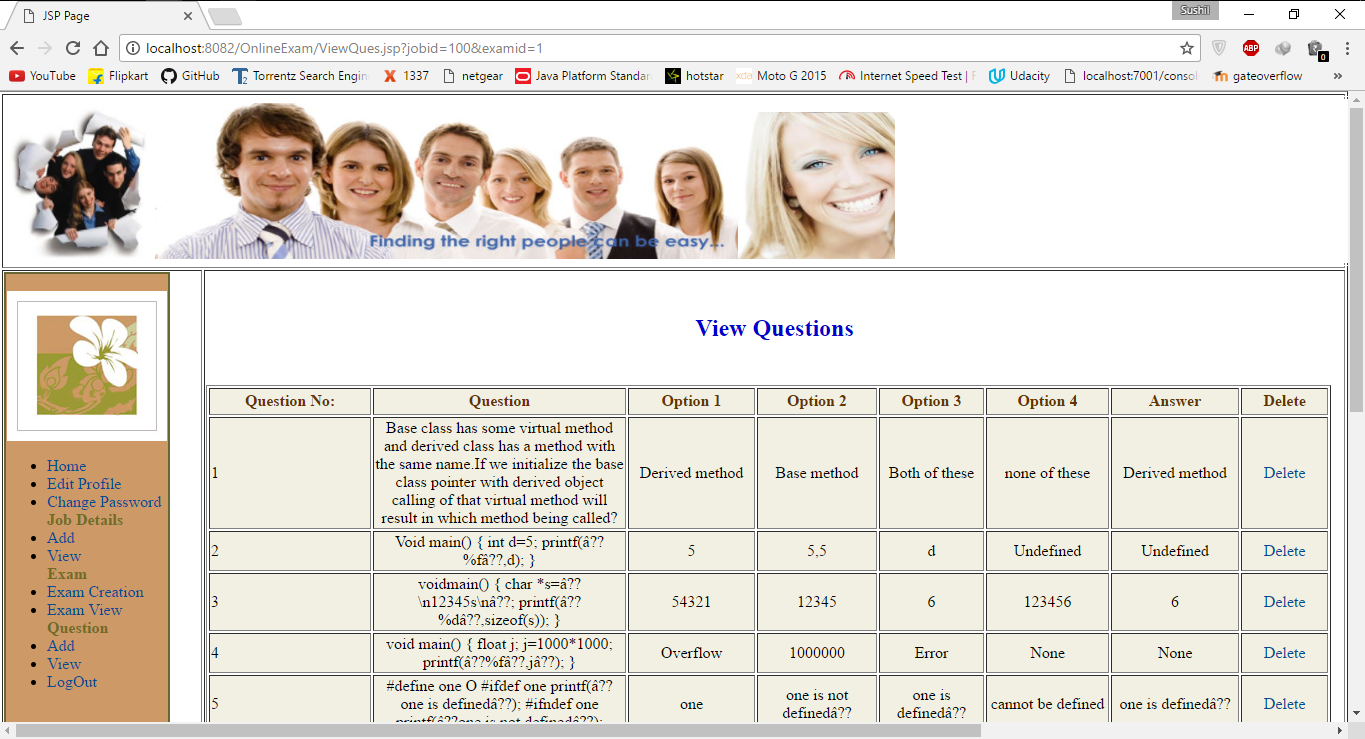 JSP Page
Sushil
localhost:8082/OnlineExam/ViewQues.jsp?jobid=100&examid=1
ABP
0
YouTube
Flipkart
GitHub
Torrentz Search Engin
1337
netgear
Java Platform Standar
hotstar
xda
Moto G 2015
Internet Speed Test | F
Udacity
localhost:7001/consol
gateoverflow
»
Finding the right people can be easy...
Home
Edit Profile
Change Password
Job Details
Add
View
Exam
Exam Creation
Exam View
Question
Add
View
LogOut
View Questions
Question No: Question Option 1 Option 2 Option 3 Option 4 Answer Delete
1
Base class has some virtual method
and derived class has a method with
the same name.If we initialize the base
class pointer with derived object
calling of that virtual method will
result in which method being called?
Derived method
Base method
Both of these
none of these
Derived method
Delete
2
Void main() { int d=5; printf(â??
%fâ??,d); }
5
5,5
d
Undefined
Undefined
Delete
3
voidmain() { char *s=â??
\n12345s\nâ??; printf(â??
%dâ??,sizeof(s)); }
54321
12345
6
123456
6
Delete
4
void main() { float j; j=1000*1000;
printf(â??%fâ??,jâ??); }
Overflow
1000000
Error
None
None
Delete
5
#define one O #ifdef one printf(â??
one is definedâ??); #ifndef one
printf(â??one is not definedâ??);
one
one is not
definedâ??
one is
definedâ??
cannot be defined
one is definedâ??
Delete